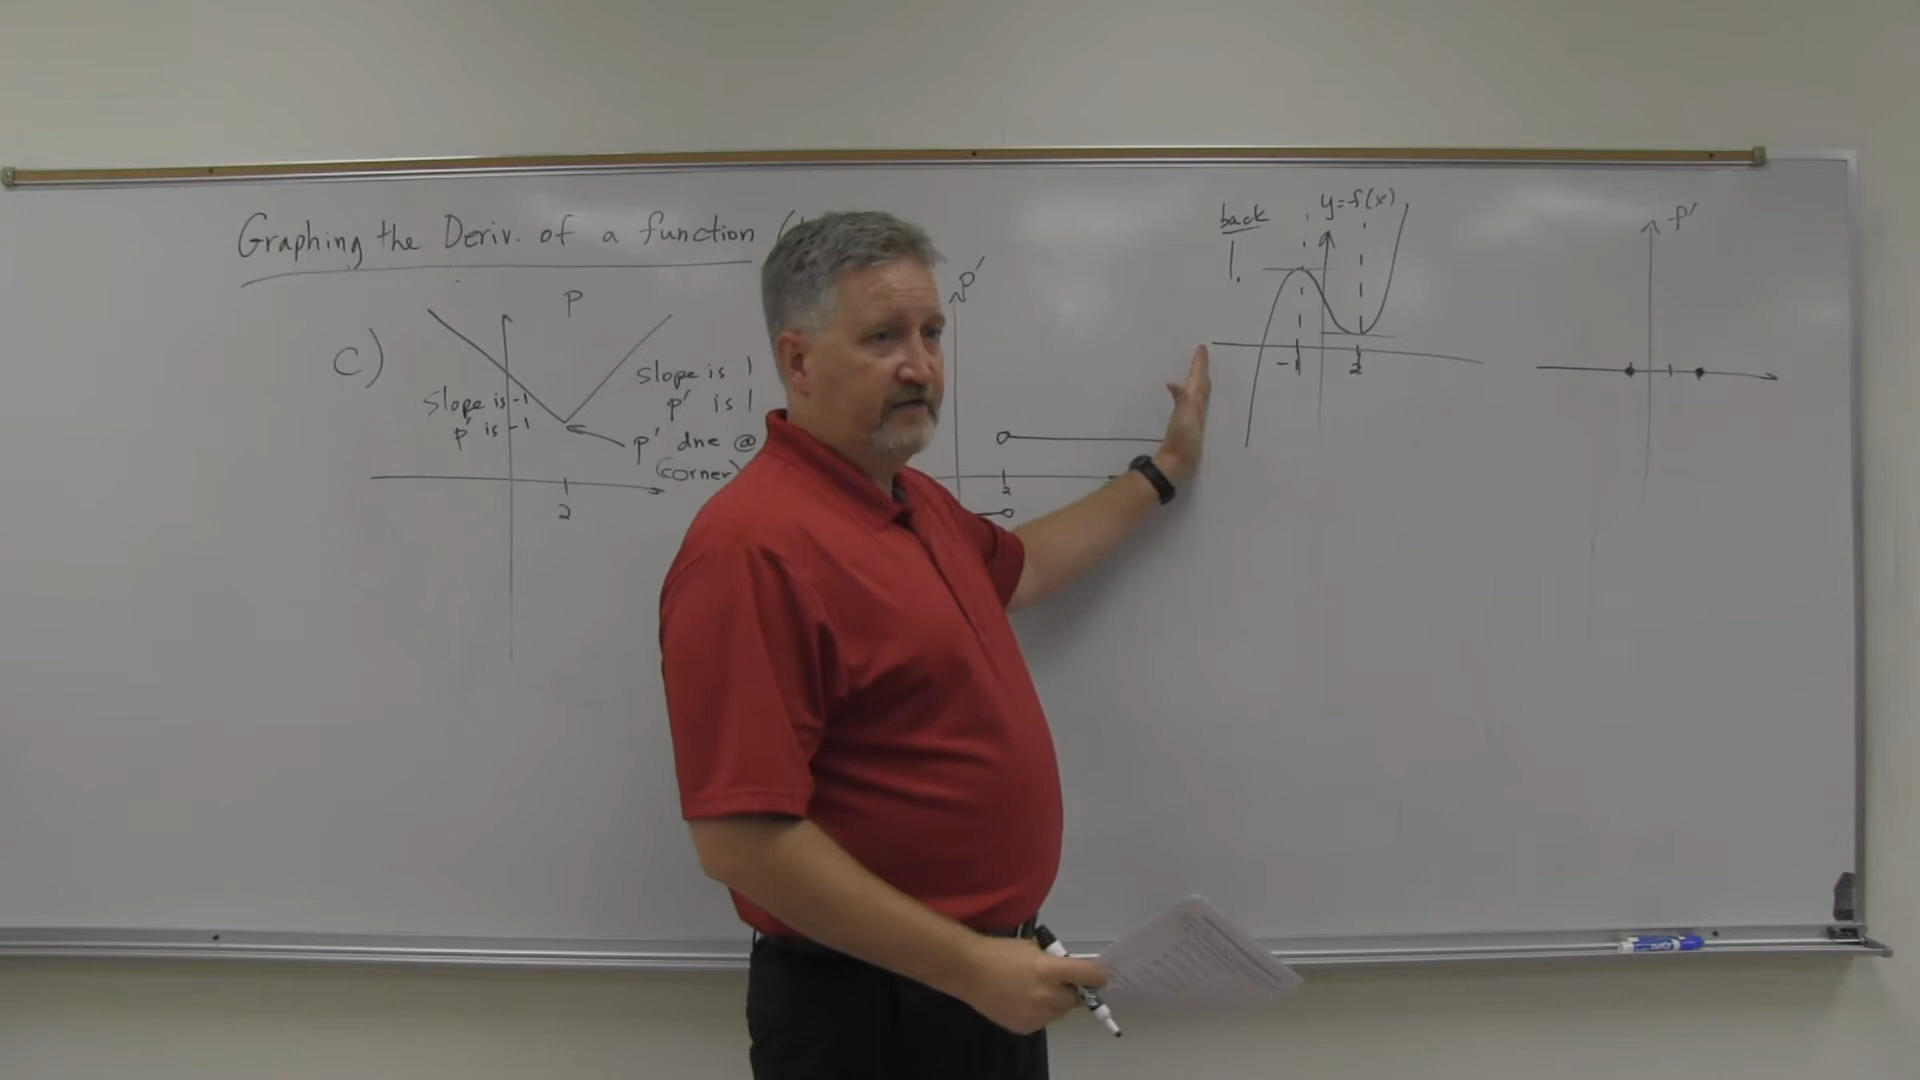 Graphing the Deriv. of a function (
c)
P
Slope is -1
p' is -1
Slope is 1
p' is 1
p' dne @
(corner)
2
p'
2
back
1.
y=f(x)
-1
2
f'